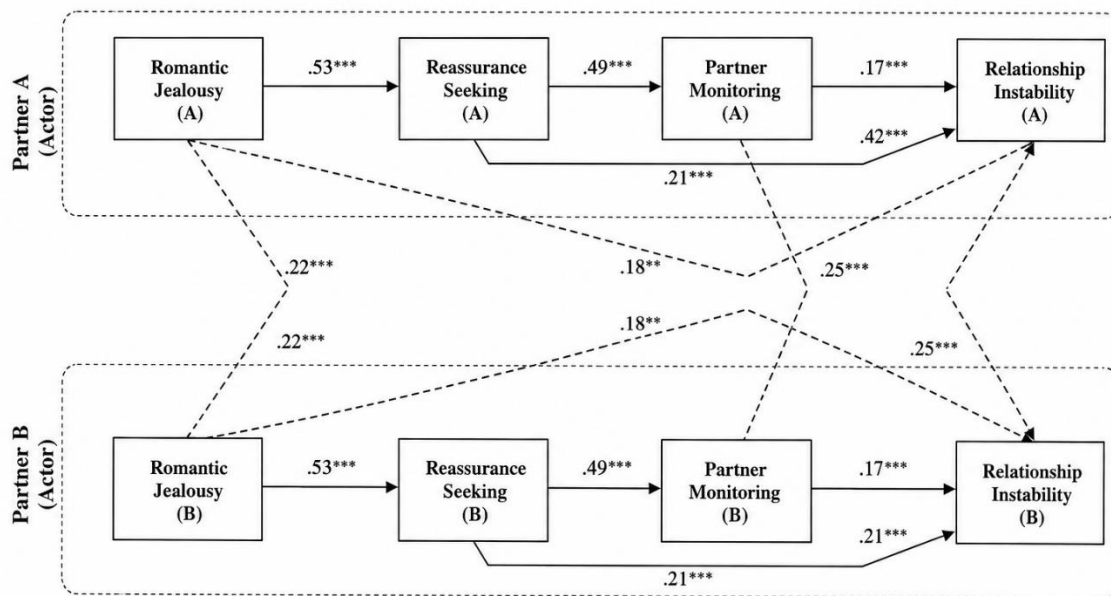 Partner A
(Actor)
Romantic
Jealousy
(A)
.53***
Reassurance
Seeking
(A)
.49***
Partner
Monitoring
(A)
.17***
Relationship
Instability
(A)
.42***
.21***
.22***
.18**
.25***
.22***
.18**
.25***
Partner B
(Actor)
Romantic
Jealousy
(B)
.53***
Reassurance
Seeking
(B)
.49***
Partner
Monitoring
(B)
.17***
Relationship
Instability
(B)
.21***
.21***